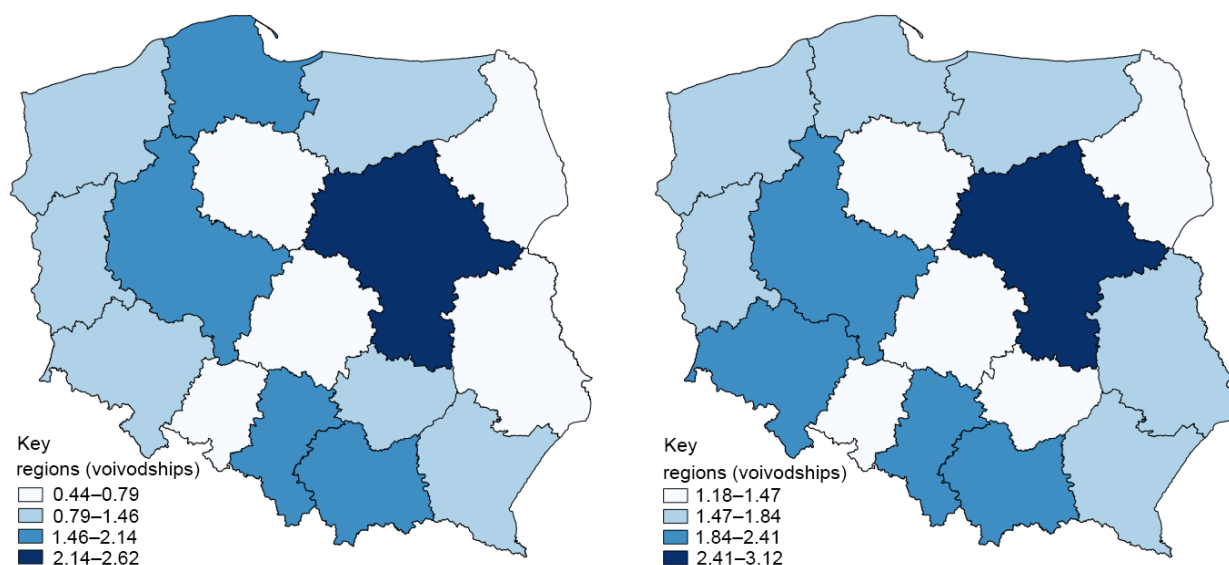 Key
regions (voivodships)
0.44–0.79
0.79–1.46
1.46–2.14
2.14–2.62
Key
regions (voivodships)
1.18–1.47
1.47–1.84
1.84–2.41
2.41–3.12